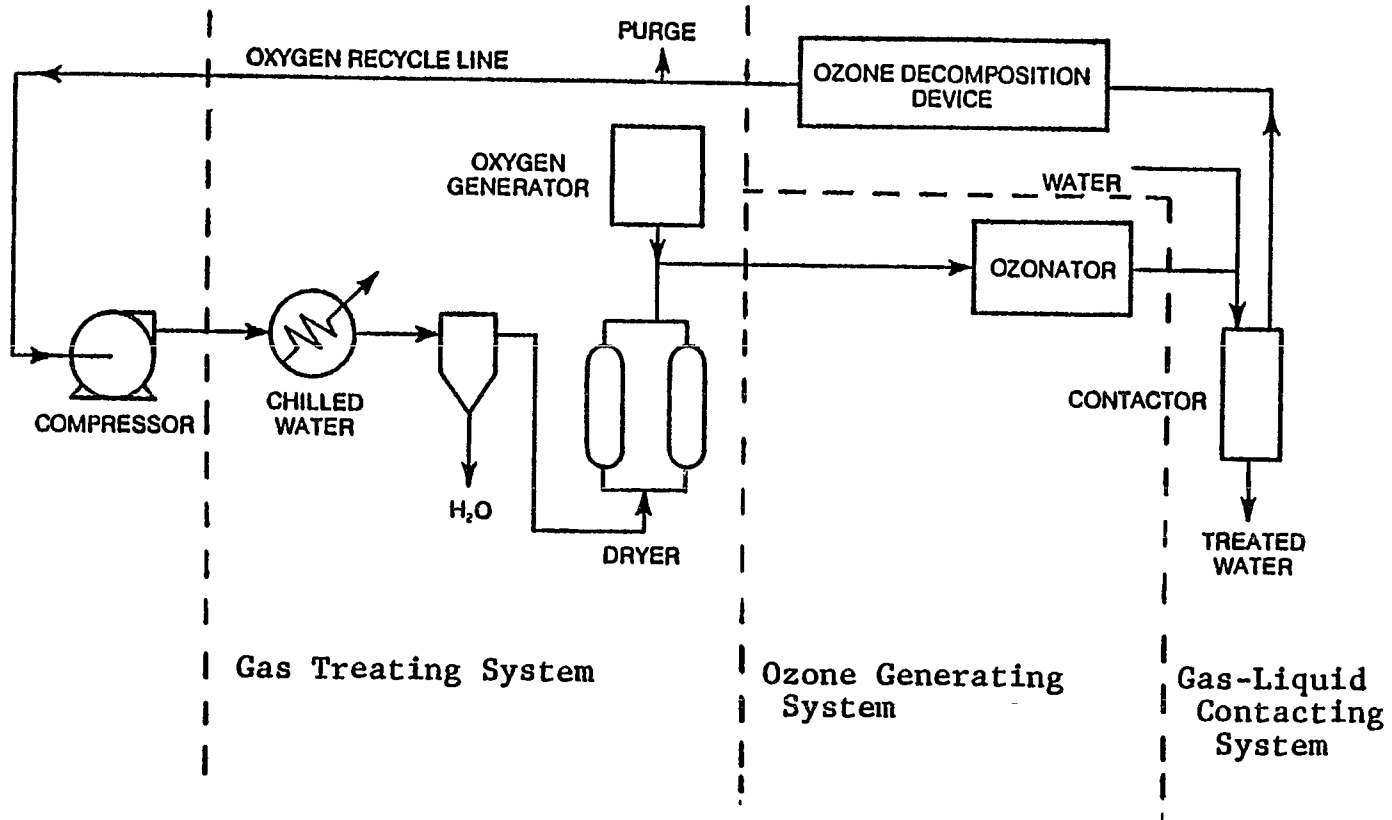 PURGE
OXYGEN RECYCLE LINE
OZONE DECOMPOSITION
DEVICE
OXYGEN
GENERATOR
WATER
OZONATOR
COMPRESSOR
CHILLED
WATER
H₂O
DRYER
CONTACTOR
TREATED
WATER
Gas Treating System
Ozone Generating
System
Gas-Liquid
Contacting
System